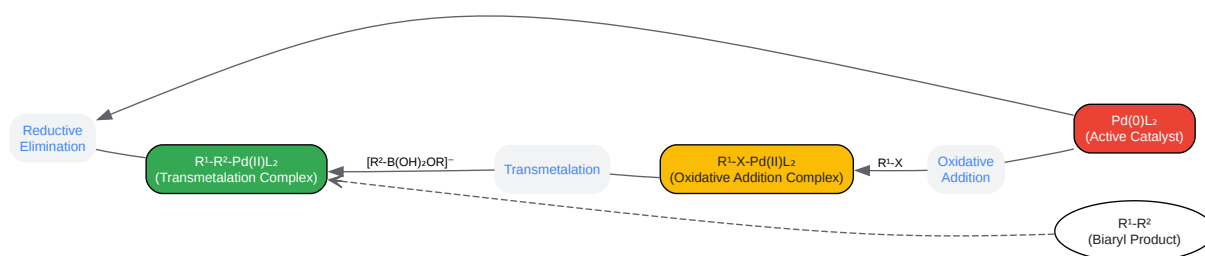 Reductive
Elimination
R¹-R²-Pd(II)L₂
(Transmetalation Complex)
[R²-B(OH)₂OR]⁻
Transmetalation
R¹-X-Pd(II)L₂
(Oxidative Addition Complex)
R¹-X
Oxidative
Addition
Pd(0)L₂
(Active Catalyst)
R¹-R²
(Biaryl Product)